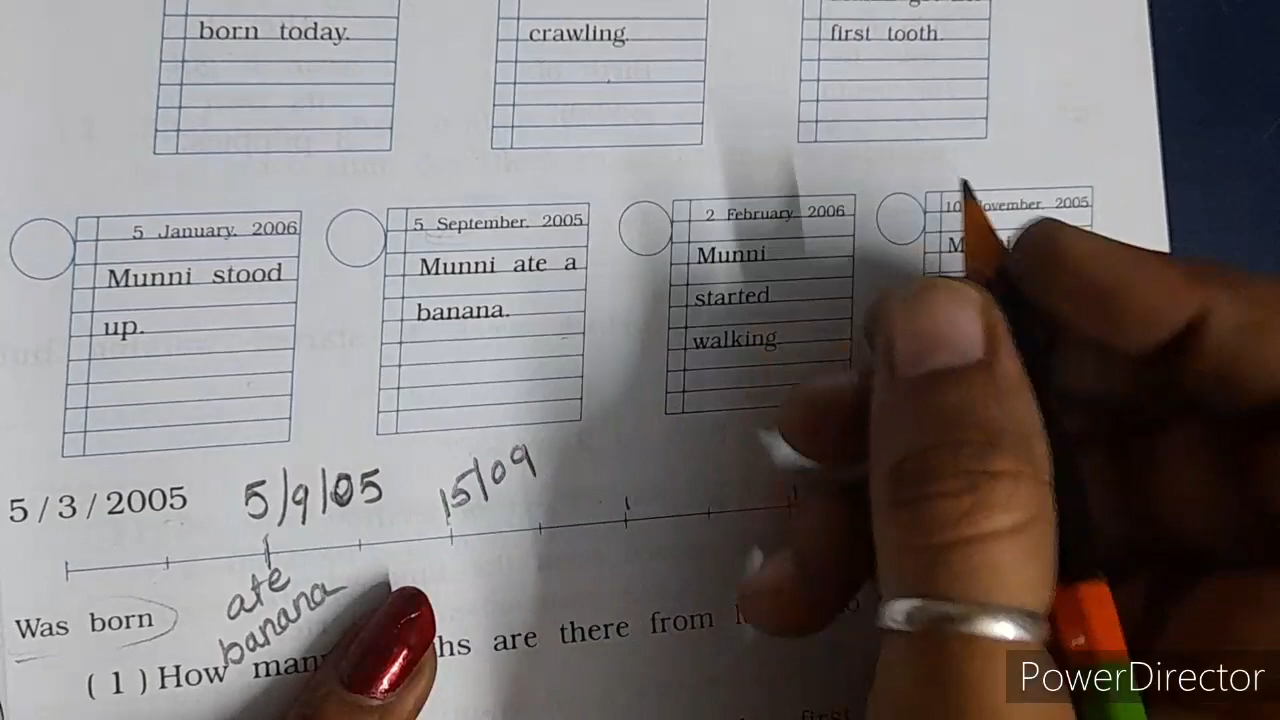 born today.
crawling.
first tooth.
5 January. 2006
Munni stood
up.
5 September. 2005
Munni ate a
banana.
2 February 2006
Munni
started
walking
10 November. 2005
5 / 3 / 2005
5/9/05
15/09
ate
banana
Was born
( 1 ) How are there from
PowerDirector